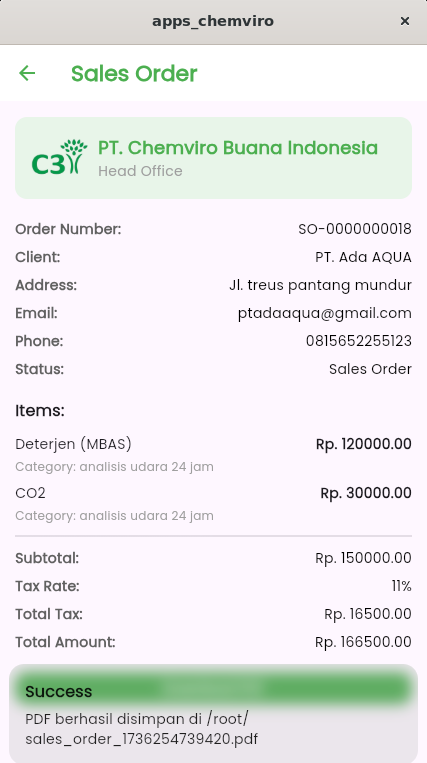 apps_chemviro ×
Sales Order
C3
PT. Chemviro Buana Indonesia
Head Office
Order Number: SO-0000000018
Client: PT. Ada AQUA
Address: Jl. treus pantang mundur
Email: ptadaaqua@gmail.com
Phone: 0815652255123
Status: Sales Order
Items:
Deterjen (MBAS) Rp. 120000.00
Category: analisis udara 24 jam
CO2 Rp. 30000.00
Category: analisis udara 24 jam
Subtotal: Rp. 150000.00
Tax Rate: 11%
Total Tax: Rp. 16500.00
Total Amount: Rp. 166500.00
Success
PDF berhasil disimpan di /root/
sales_order_1736254739420.pdf